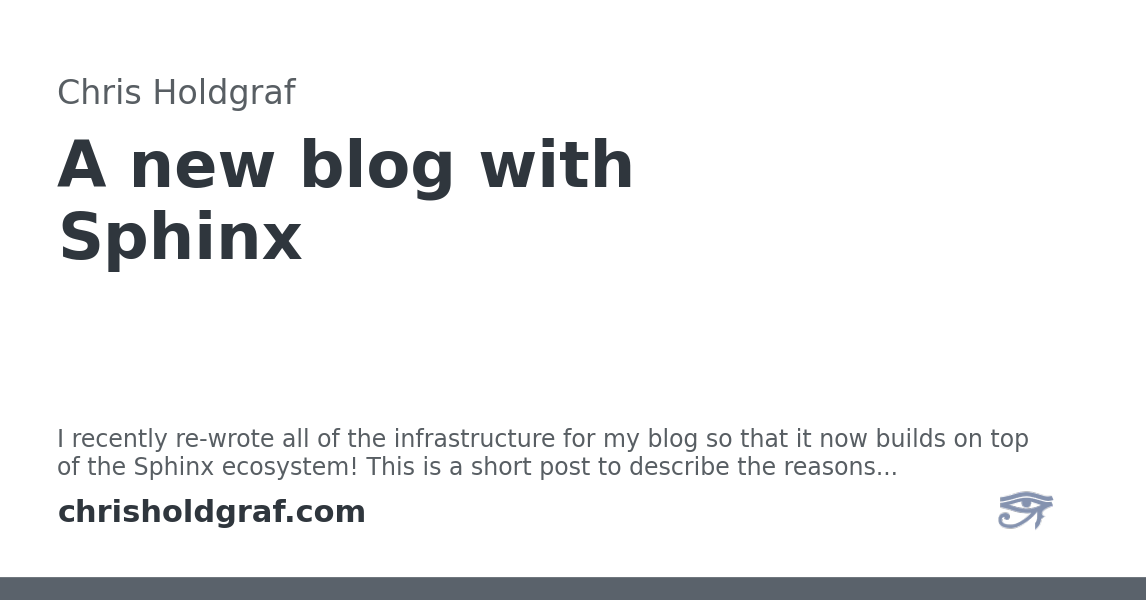 Chris Holdgraf
A new blog with
Sphinx
I recently re-wrote all of the infrastructure for my blog so that it now builds on top
of the Sphinx ecosystem! This is a short post to describe the reasons...
chrisholdgraf.com